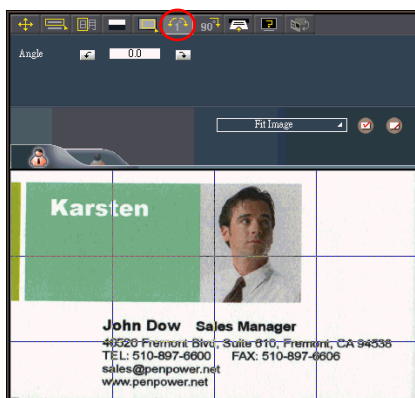 1 90
Angle 0.0
Fit Image
Karsten
John Dow Sales Manager
46520 Fremont Blvd, Suite 610, Fremont, CA 94538
TEL: 510-897-6600 FAX: 510-897-6606
sales@penpower.net
www.penpower.net